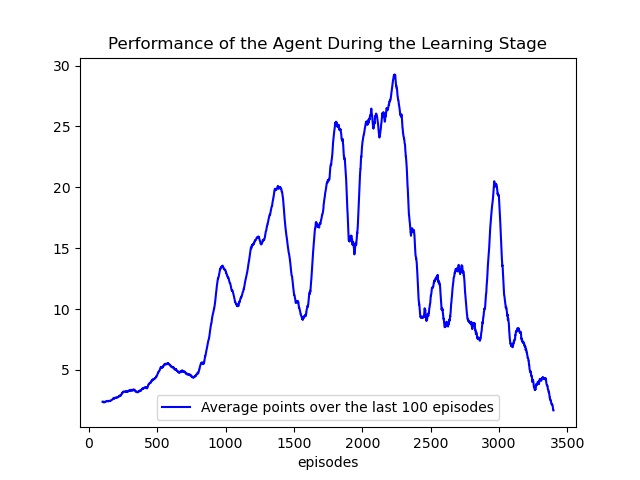 Performance of the Agent During the Learning Stage
30
25
20
15
10
5
Average points over the last 100 episodes
0 500 1000 1500 2000 2500 3000 3500
episodes